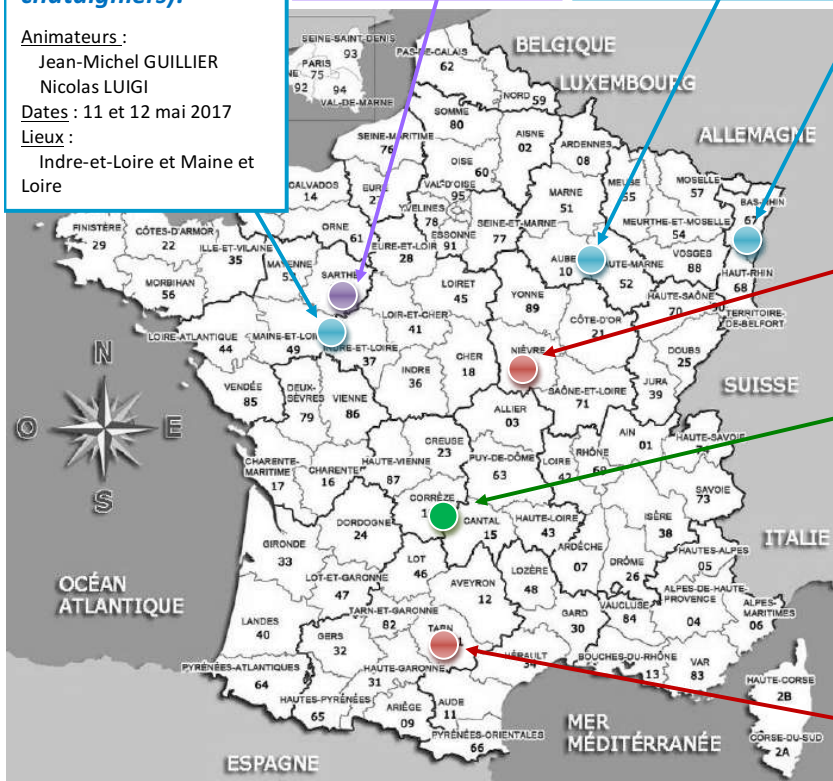 châtaigniers).
Animateurs :
Jean-Michel GUILLIER
Nicolas LUIGI
Dates : 11 et 12 mai 2017
Lieux :
Indre-et-Loire et Maine et
Loire
SEINE-SAINT-DENIS
93
PARIS
75
92
94
VAL-DE-MARNE
BELGIQUE
LUXEMBOURG
ALLEMAGNE
SUISSE
ITALIE
ESPAGNE
OCÉAN
ATLANTIQUE
MER
MÉDITÉRRANÉE
N
O
E
S
PAS-DE-CALAIS
62
NORD
59
SOMME
80
SEINE-MARITIME
76
AISNE
02
ARDENNES
08
OISE
60
CALVADOS
14
EURE
27
VAL-D'OISE
95
YVELINES
78
ESSONNE
91
SEINE-ET-MARNE
77
MARNE
51
MEUSE
55
MOSELLE
57
MEURTHE-ET-MOSELLE
54
BAS-RHIN
67
VOSGES
88
HAUT-RHIN
68
FINISTÈRE
29
CÔTES-D'ARMOR
22
ILLE-ET-VILAINE
35
MORBIHAN
56
ORNE
61
EURE-ET-LOIR
28
MAYENNE
53
SARTHE
AUBE
10
HAUTE-MARNE
52
LOIRET
45
YONNE
89
HAUTE-SAÔNE
70
90
TERRITOIRE-
DE-BELFORT
LOIRE-ATLANTIQUE
44
MAINE-ET-LOIRE
49
INDRE-ET-LOIRE
37
LOIR-ET-CHER
41
CÔTE-D'OR
21
NIÈVRE
DOUBS
25
JURA
39
CHER
18
INDRE
36
VENDÉE
85
DEUX-
SÈVRES
79
VIENNE
86
SAÔNE-ET-LOIRE
71
ALLIER
03
CREUSE
23
AIN
01
HAUTE-SAVOIE
74
CHARENTE-
MARITIME
17
CHARENTE
16
HAUTE-VIENNE
87
PUY-DE-DÔME
63
LOIRE
42
RHÔNE
69
SAVOIE
73
CORRÈZE
CANTAL
15
HAUTE-LOIRE
43
ISÈRE
38
DORDOGNE
24
GIRONDE
33
LOT
46
LOT-ET-GARONNE
47
AVEYRON
12
LOZÈRE
48
ARDÈCHE
07
DRÔME
26
HAUTES-ALPES
05
ALPES-DE-HAUTE-
PROVENCE
04
ALPES-
MARITIMES
06
LANDES
40
TARN-ET-GARONNE
82
TARN
GARD
30
VAUCLUSE
84
GERS
32
HAUTE-GARONNE
31
HÉRAULT
34
BOUCHES-DU-RHÔNE
13
VAR
83
PYRÉNÉES-ATLANTIQUES
64
HAUTES-PYRÉNÉES
65
ARIÈGE
09
AUDE
11
PYRÉNÉES-ORIENTALES
66
HAUTE-CORSE
2B
CORSE-DU-SUD
2A